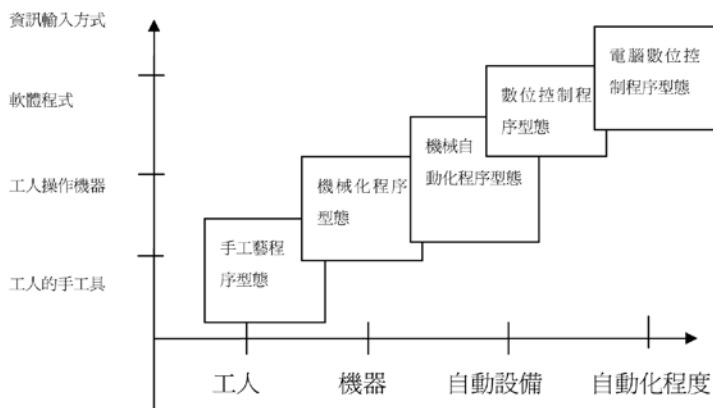 資訊輸入方式
軟體程式
工人操作機器
工人的手工具
電腦數位控
制程序型態
數位控制程
序型態
機械自
動化程序型態
機械化程序
型態
手工藝程
序型態
工人
機器
自動設備
自動化程度